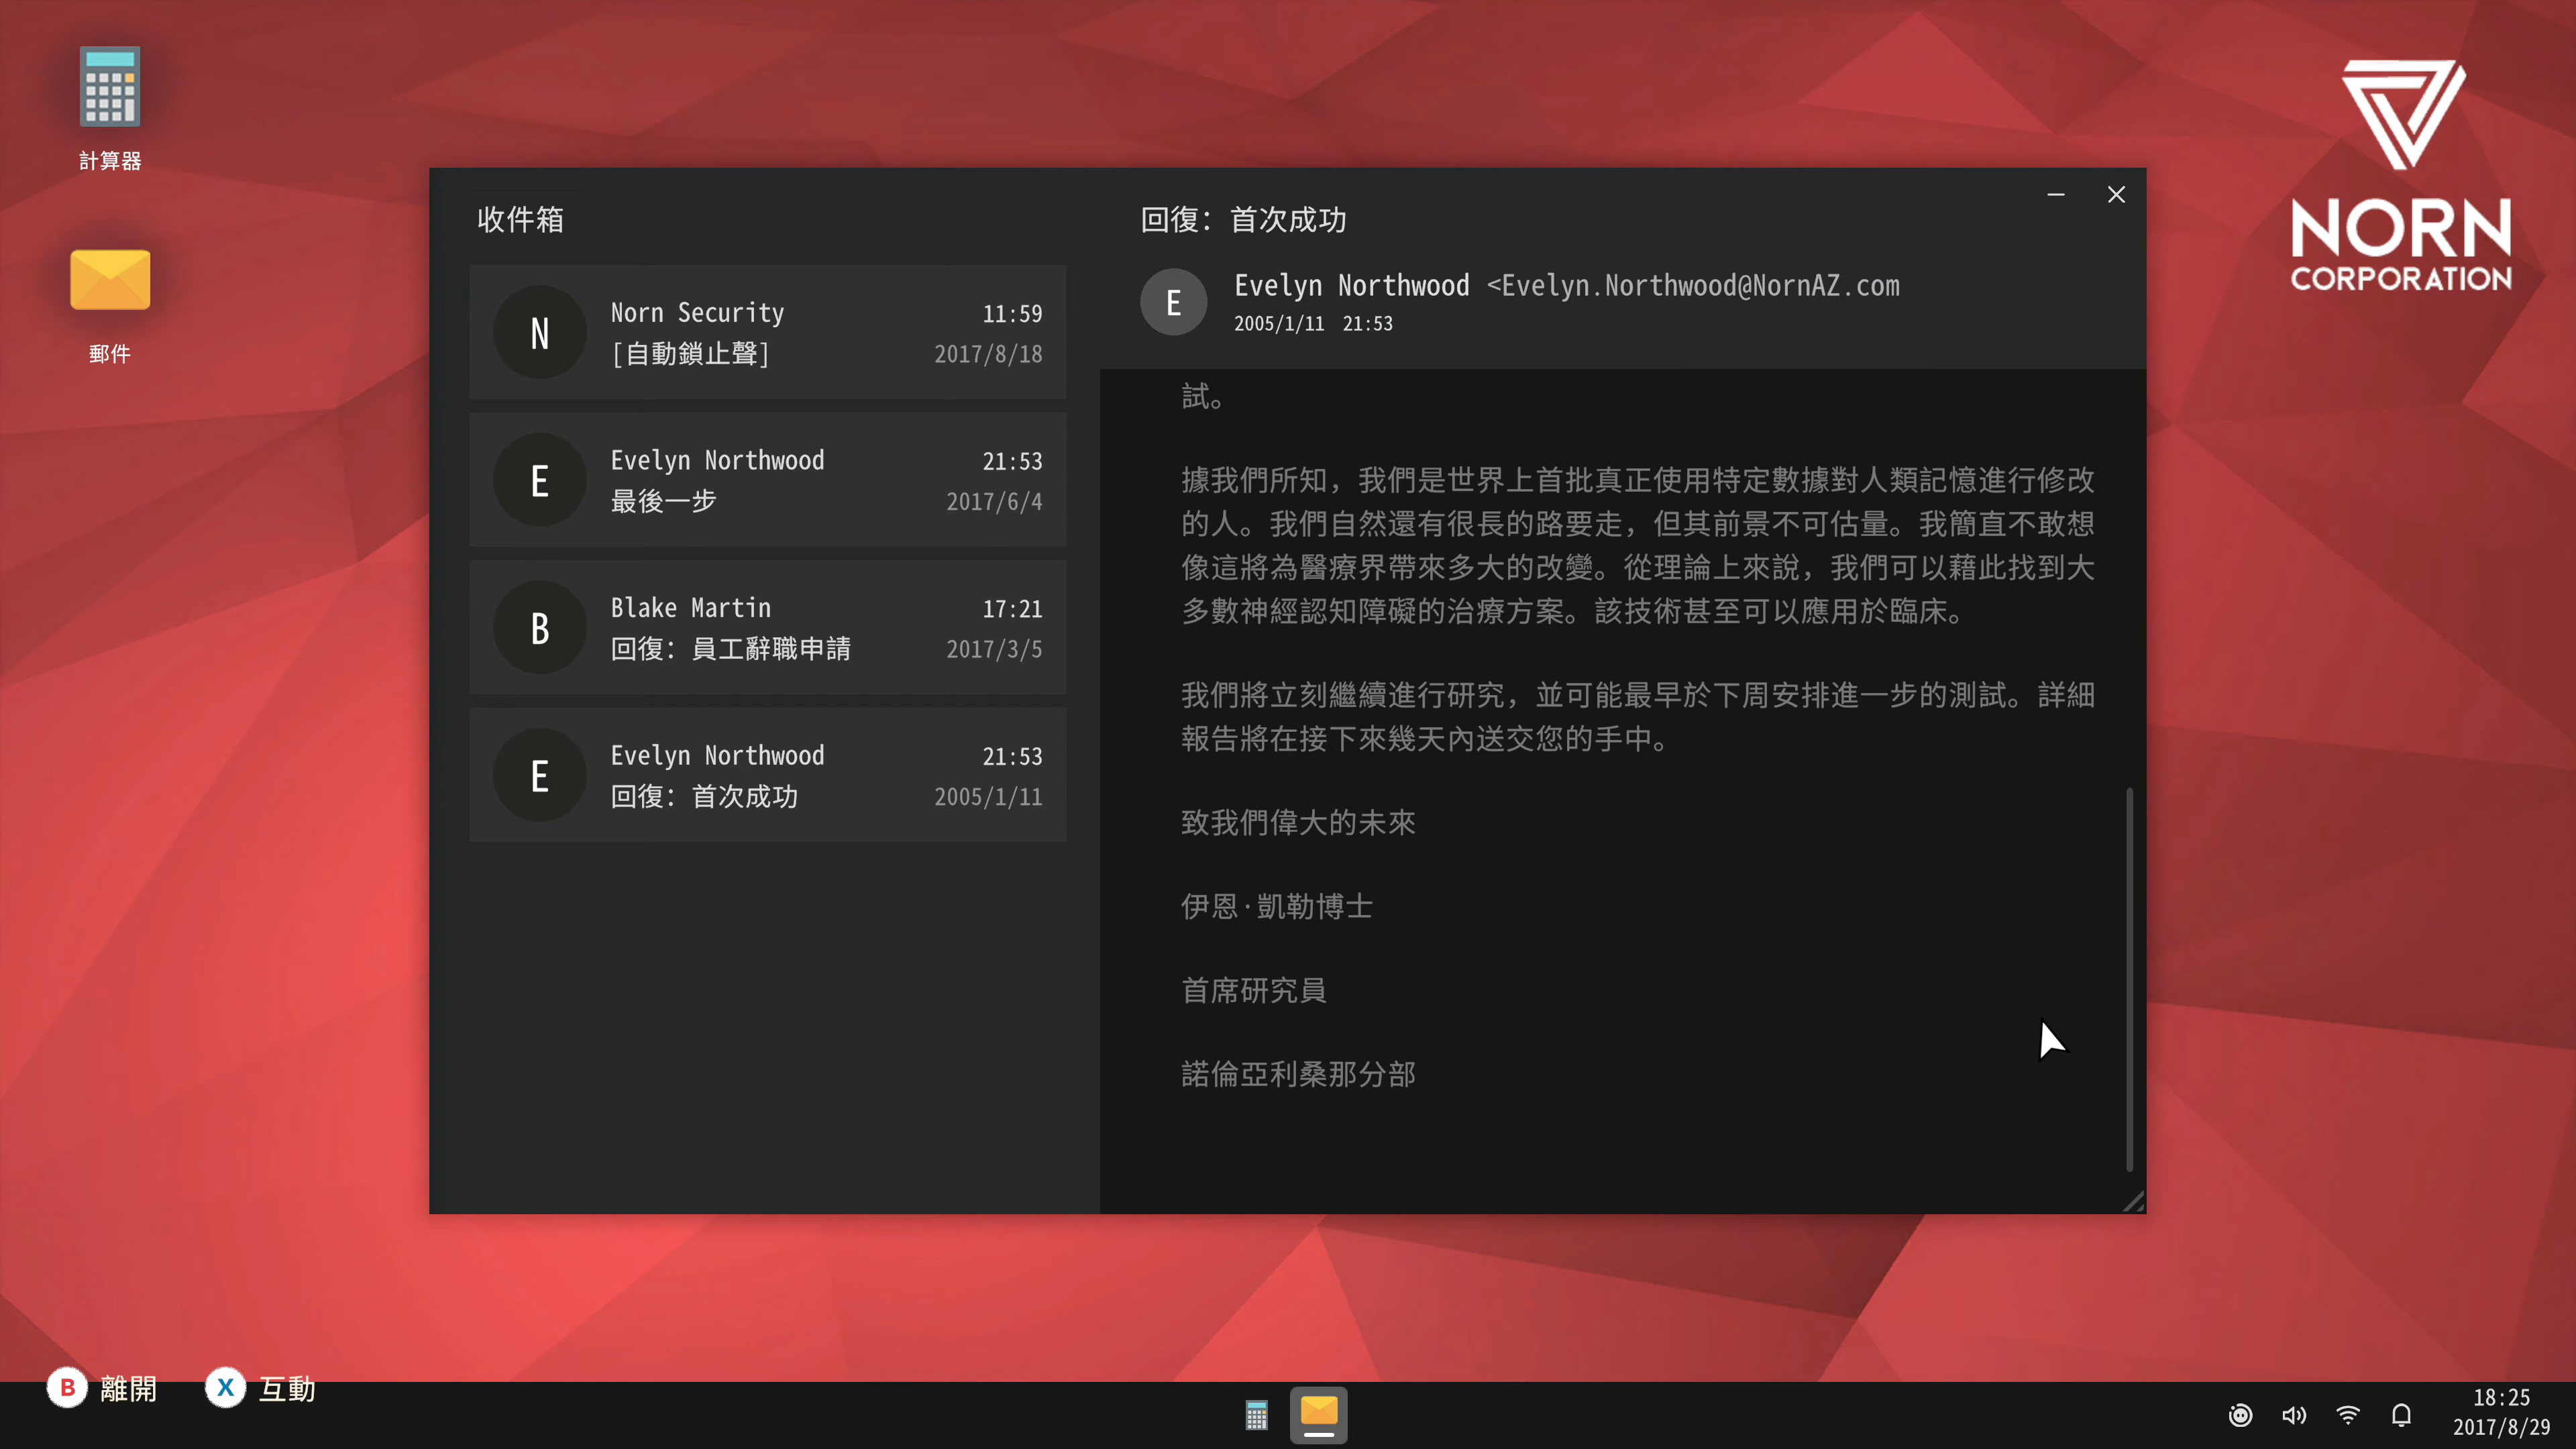 計算器
郵件
NORN
CORPORATION
收件箱
N
Norn Security
11:59
[自動鎖止聲]
2017/8/18
E
Evelyn Northwood
21:53
最後一步
2017/6/4
B
Blake Martin
17:21
回復：員工辭職申請
2017/3/5
E
Evelyn Northwood
21:53
回復：首次成功
2005/1/11
回復：首次成功
E
Evelyn Northwood <Evelyn.Northwood@NornAZ.com
2005/1/11 21:53
試。
據我們所知，我們是世界上首批真正使用特定數據對人類記憶進行修改
的人。我們自然還有很長的路要走，但其前景不可估量。我簡直不敢想
像這將為醫療界帶來多大的改變。從理論上來說，我們可以藉此找到大
多數神經認知障礙的治療方案。該技術甚至可以應用於臨床。
我們將立刻繼續進行研究，並可能最早於下周安排進一步的測試。詳細
報告將在接下來幾天內送交您的手中。
致我們偉大的未來
伊恩·凱勒博士
首席研究員
諾倫亞利桑那分部
B 離開
X 互動
18:25
2017/8/29